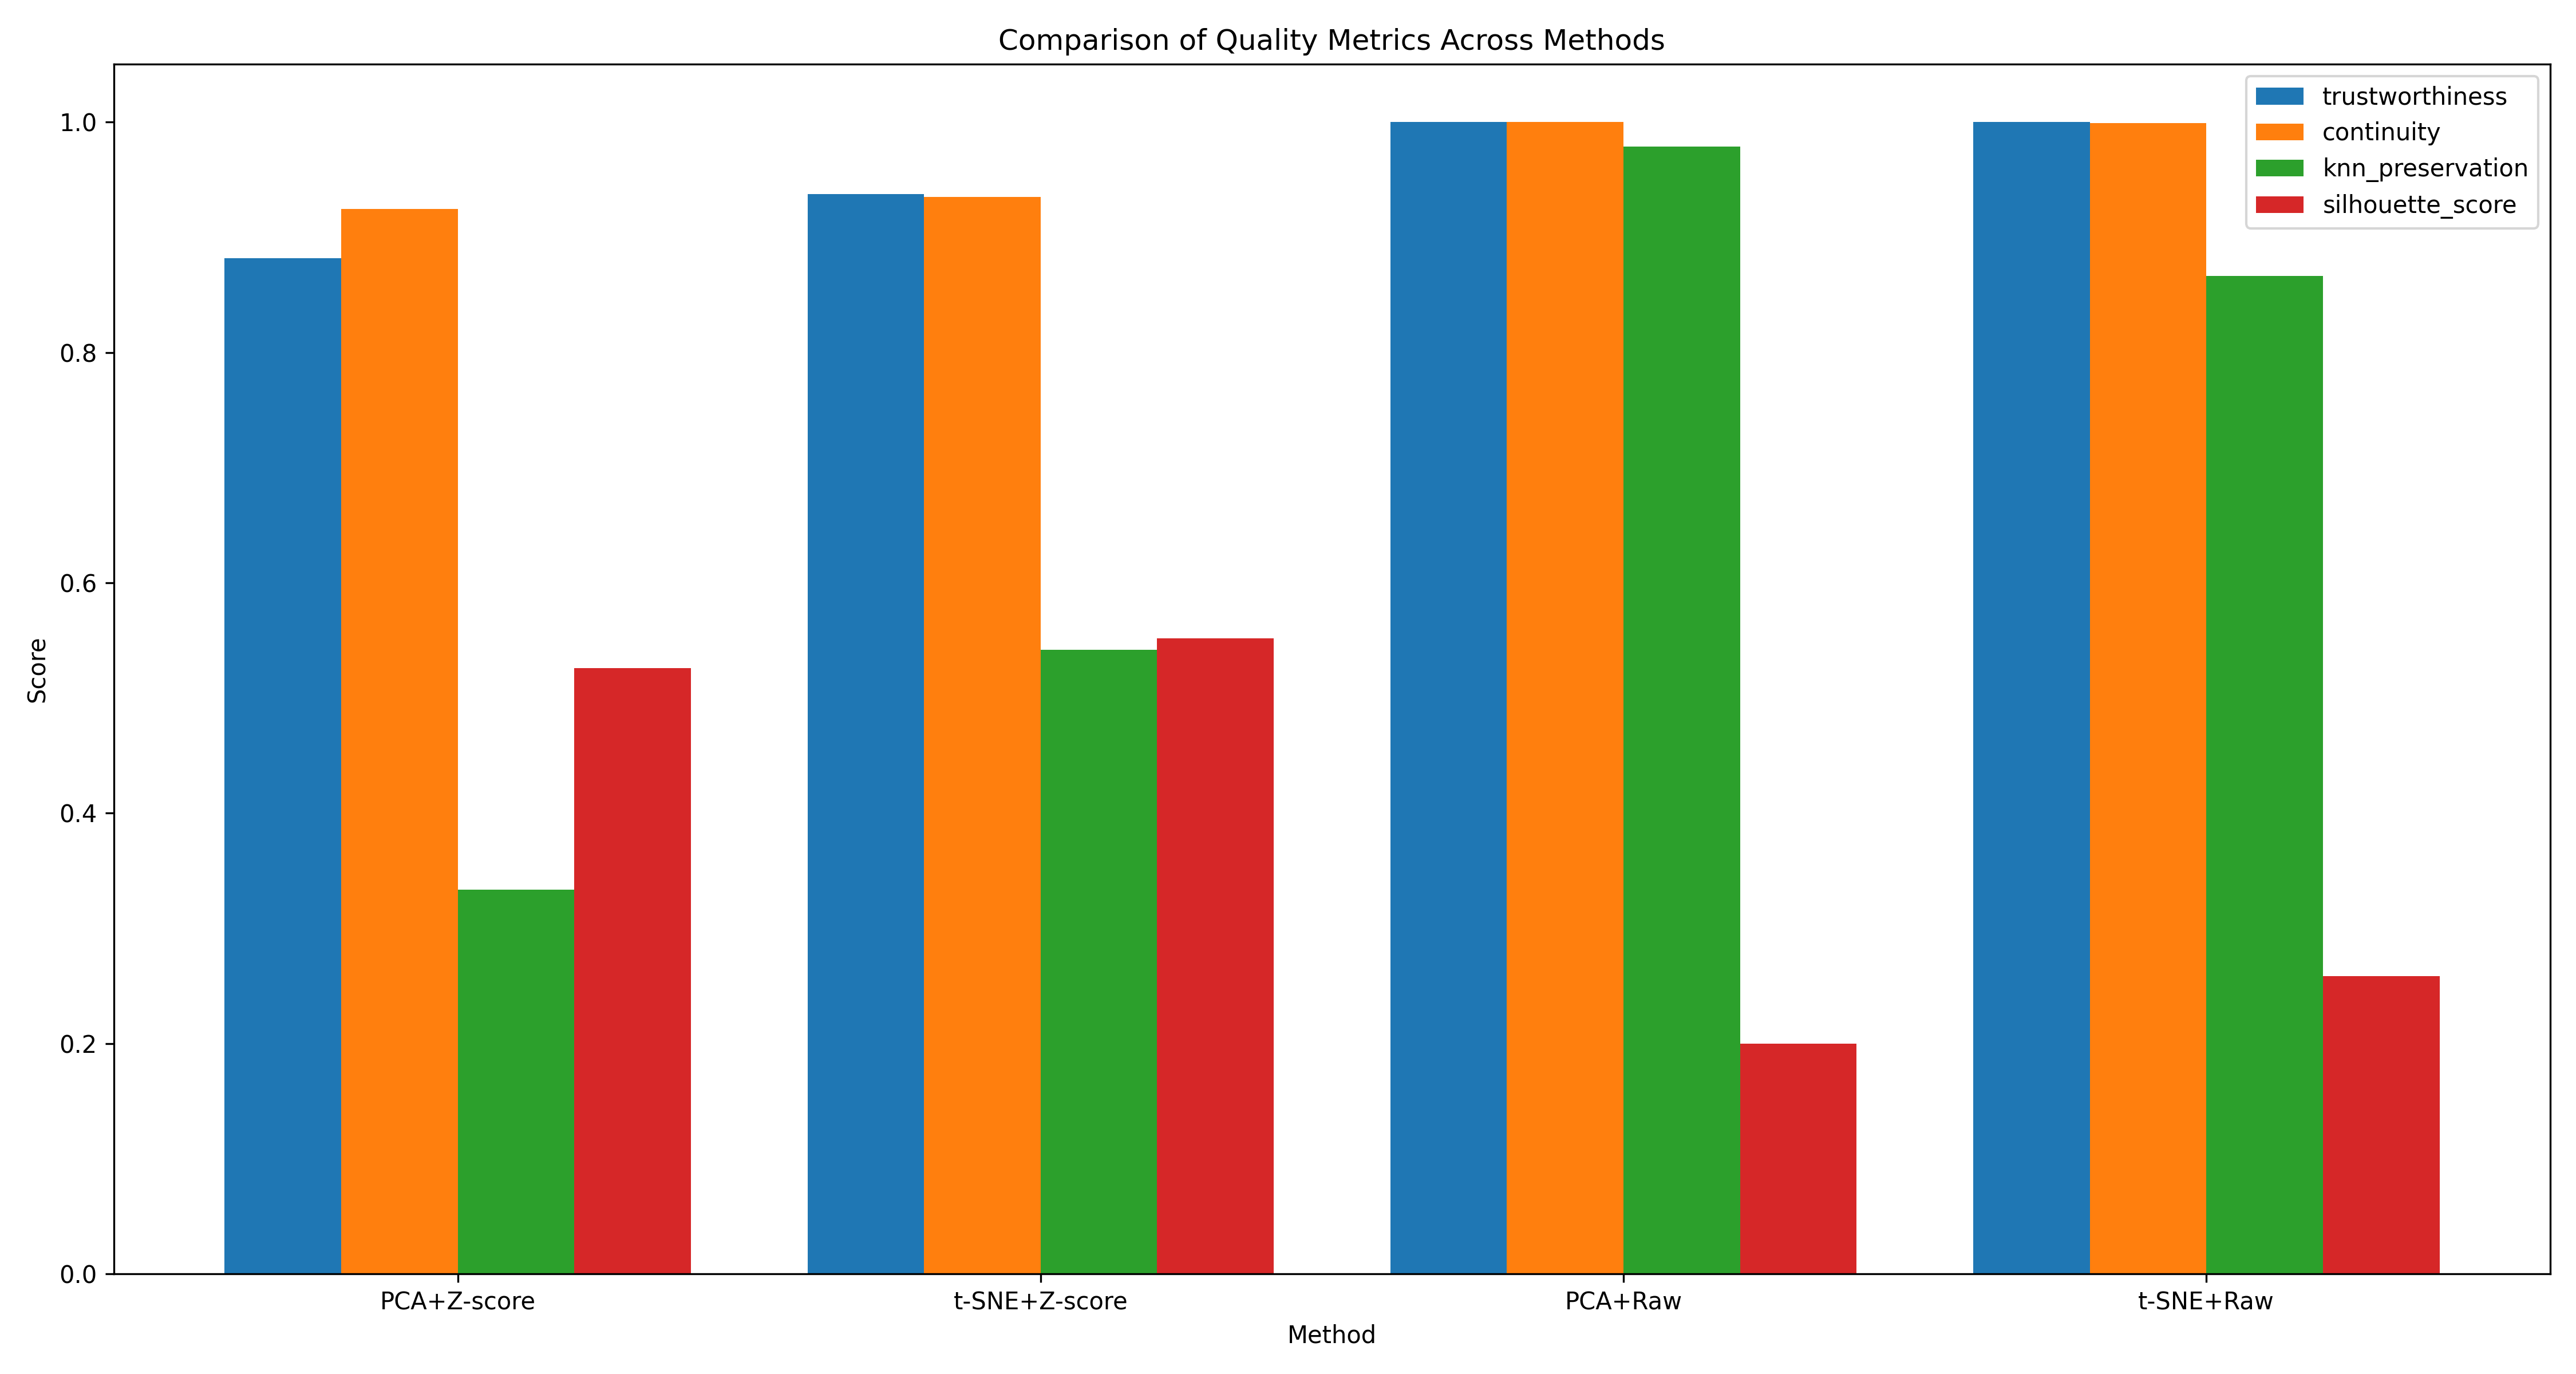 Comparison of Quality Metrics Across Methods
trustworthiness
continuity
knn_preservation
silhouette_score
1.0
0.8
0.6
0.4
0.2
0.0
Score
PCA+Z-score
t-SNE+Z-score
PCA+Raw
t-SNE+Raw
Method